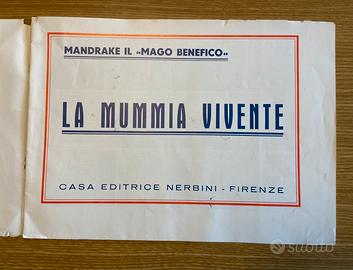 MANDRAKE IL «MAGO BENEFICO»
LA MUMMIA VIVENTE
CASA EDITRICE NERBINI - FIRENZE
subito